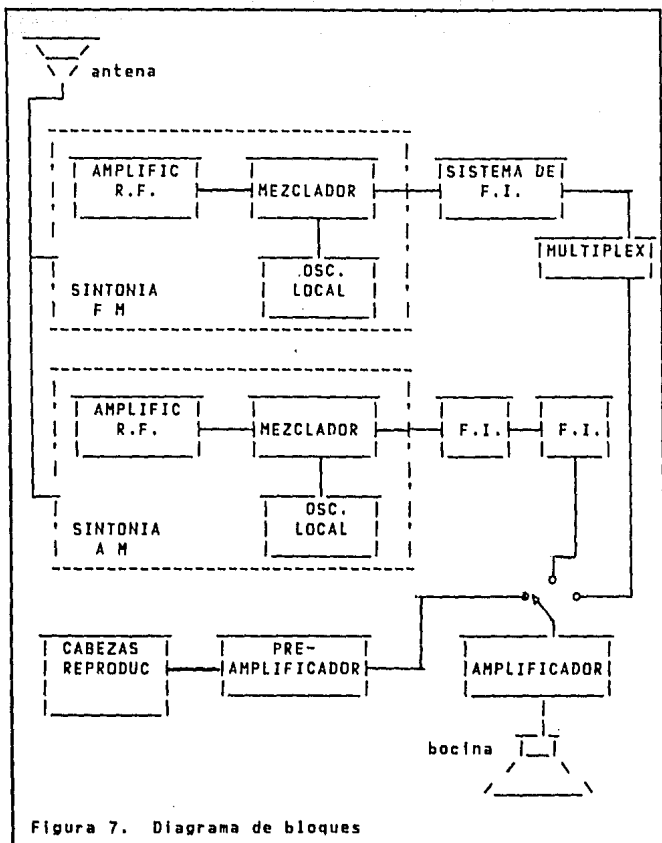 antena
AMPLIFIC
R.F.
MEZCLADOR
SISTEMA DE
F.I.
MULTIPLEX
OSC.
LOCAL
SINTONIA
F M
AMPLIFIC
R.F.
MEZCLADOR
F.I.
F.I.
OSC.
LOCAL
SINTONIA
A M
CABEZAS
REPRODUC
PRE-
AMPLIFICADOR
AMPLIFICADOR
bocina
Figura 7. Diagrama de bloques